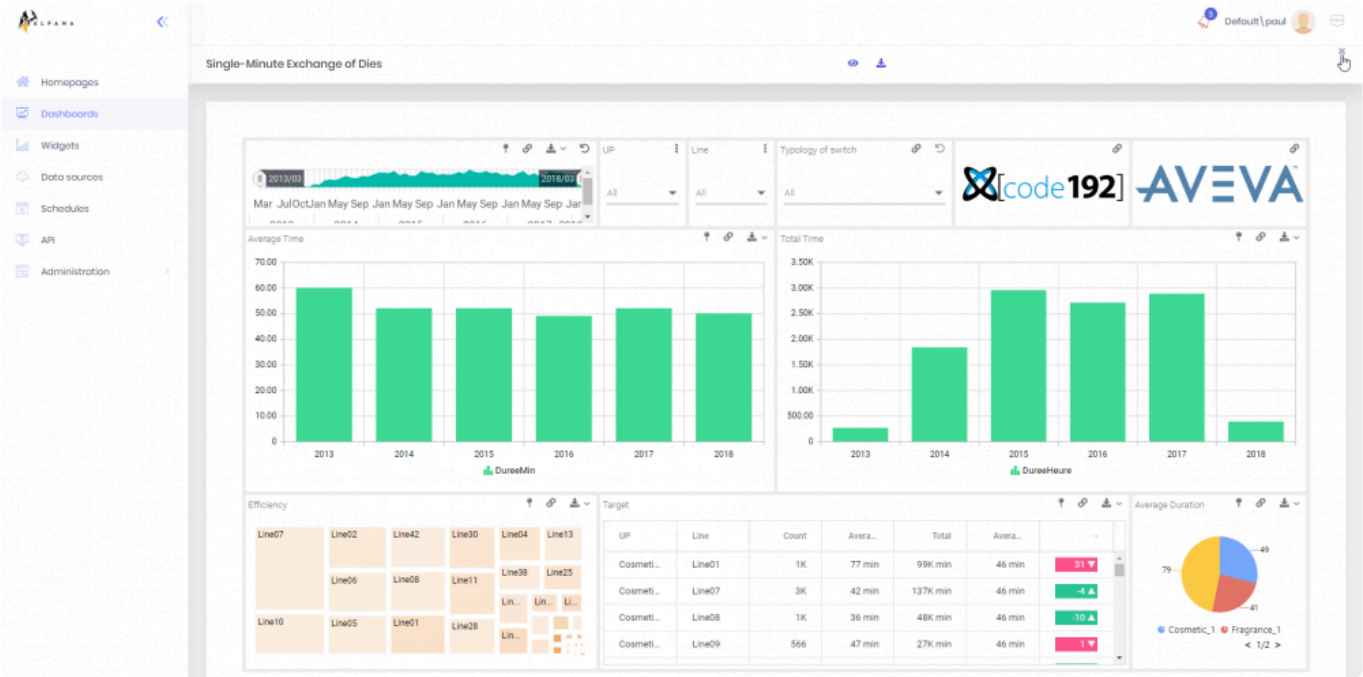 ALPANA
3
Default\paul
Single-Minute Exchange of Dies
Homepages
Dashboards
Widgets
Data sources
Schedules
API
Administration
2013/03
2018/03
Mar JulOctJan May Sep Jan May Sep Jan May Sep Jan May Sep Jar
UP
All
Line
All
Typology of switch
All
[code192]
AVEVA
Average Time
70.00
60.00
50.00
40.00
30.00
20.00
10.00
0
2013 2014 2015 2016 2017 2018
DureeMin
Total Time
3.50K
3.00K
2.50K
2.00K
1.50K
1.00K
500.00
0
2013 2014 2015 2016 2017 2018
DureeHeure
Efficiency
Line07 Line02 Line42 Line30 Line04 Line13
Line38 Line25
Line06 Line08 Line11
Lin... Lin... Li...
Line10 Line05 Line01 Line28
Lin...
Target
UP Line Count Avera... Total Avera... -
Cosmeti... Line01 1K 77 min 99K min 46 min 31
Cosmeti... Line07 3K 42 min 137K min 46 min -4
Cosmeti... Line08 1K 36 min 48K min 46 min -10
Cosmeti... Line09 566 47 min 27K min 46 min 1
Average Duration
49
79
41
Cosmetic_1 Fragrance_1
< 1/2 >